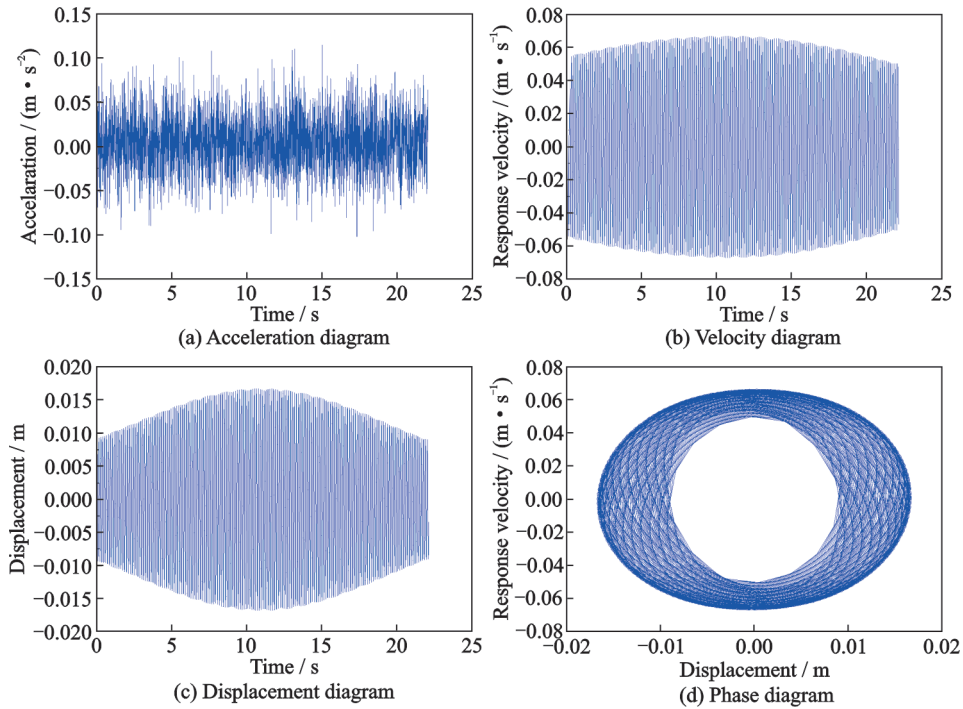 0.15
0.10
0.05
0.00
−0.05
−0.10
−0.15
Accelaration / (m • s⁻²)
0 5 10 15 20 25
Time / s
(a) Acceleration diagram
0.08
0.06
0.04
0.02
0.00
−0.02
−0.04
−0.06
−0.08
Response velocity / (m • s⁻¹)
0 5 10 15 20 25
Time / s
(b) Velocity diagram
0.020
0.015
0.010
0.005
0.000
−0.005
−0.010
−0.015
−0.020
Displacement / m
0 5 10 15 20 25
Time / s
(c) Displacement diagram
0.08
0.06
0.04
0.02
0.00
−0.02
−0.04
−0.06
−0.08
Response velocity / (m • s⁻¹)
−0.02 −0.01 0.00 0.01 0.02
Displacement / m
(d) Phase diagram